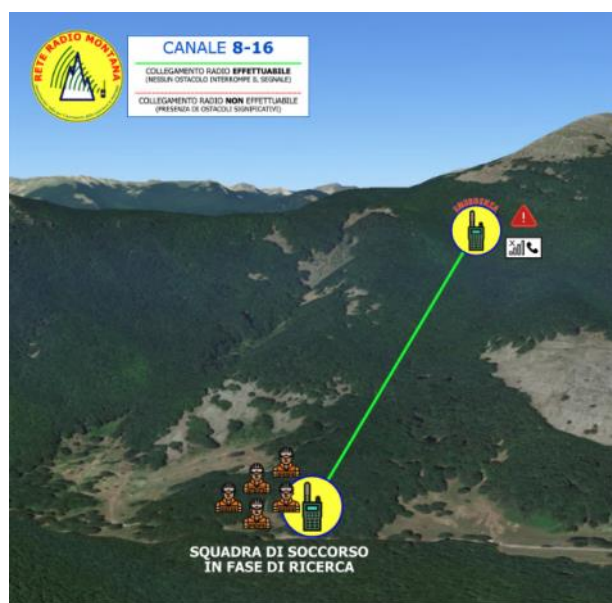 RETE RADIO MONTANA
CANALE 8-16
COLLEGAMENTO RADIO EFFETTUABILE
(NESSUN OSTACOLO INTERROMPE IL SEGNALE)
COLLEGAMENTO RADIO NON EFFETTUABILE
(PRESENZA DI OSTACOLI SIGNIFICATIVI)
EMERGENZA
SQUADRA DI SOCCORSO
IN FASE DI RICERCA